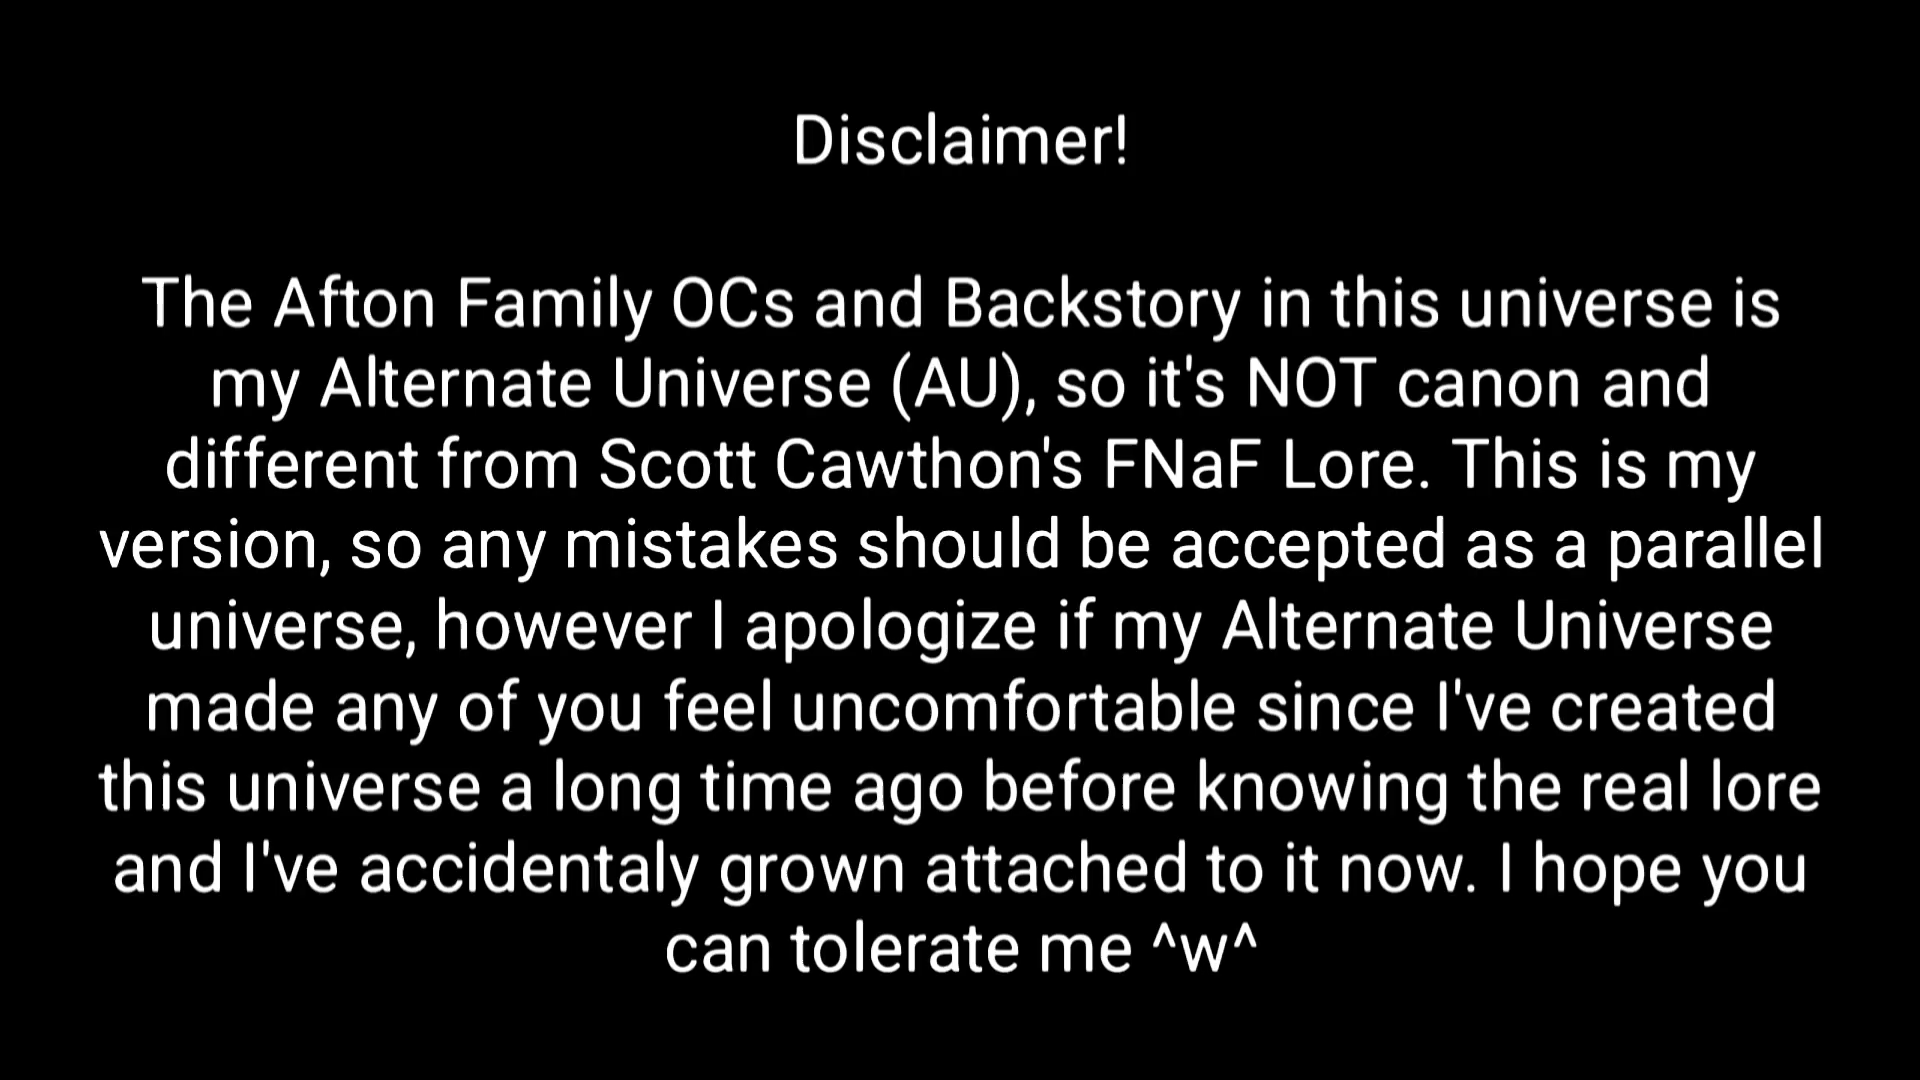 Disclaimer!
The Afton Family OCs and Backstory in this universe is
my Alternate Universe (AU), so it's NOT canon and
different from Scott Cawthon's FNaF Lore. This is my
version, so any mistakes should be accepted as a parallel
universe, however I apologize if my Alternate Universe
made any of you feel uncomfortable since I've created
this universe a long time ago before knowing the real lore
and I've accidentaly grown attached to it now. I hope you
can tolerate me ^w^